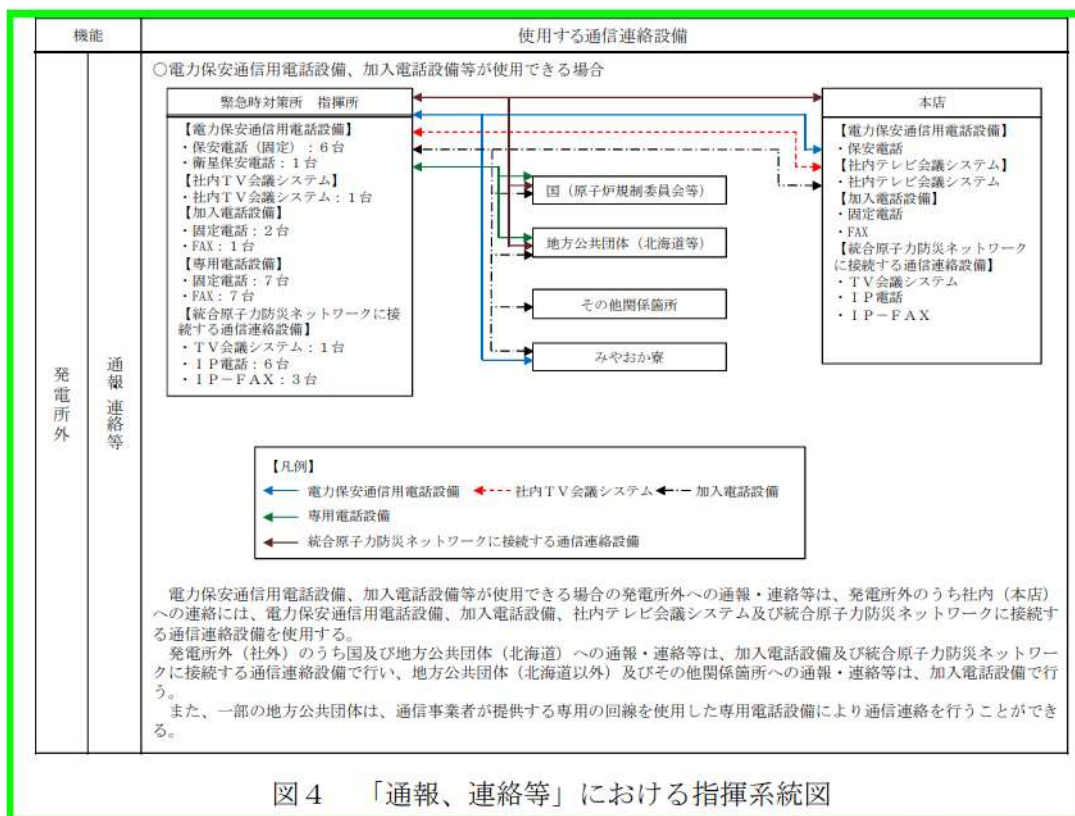 機能
使用する通信連絡設備
発電所外
通報連絡等
○電力保安通信用電話設備、加入電話設備等が使用できる場合
緊急時対策所 指揮所
【電力保安通信用電話設備】
・保安電話(固定):6台
・衛星保安電話:1台
【社内TV会議システム】
・社内TV会議システム:1台
【加入電話設備】
・固定電話:2台
・FAX:1台
【専用電話設備】
・固定電話:7台
・FAX:7台
【統合原子力防災ネットワークに接
続する通信連絡設備】
・TV会議システム:1台
・IP電話:6台
・IP-FAX:3台
国(原子炉規制委員会等)
地方公共団体(北海道等)
その他関係箇所
みやおか寮
本店
【電力保安通信用電話設備】
・保安電話
【社内テレビ会議システム】
・社内テレビ会議システム
【加入電話設備】
・固定電話
・FAX
【統合原子力防災ネットワーク
に接続する通信連絡設備】
・TV会議システム
・IP電話
・IP-FAX
【凡例】
電力保安通信用電話設備 社内TV会議システム 加入電話設備
専用電話設備
統合原子力防災ネットワークに接続する通信連絡設備
電力保安通信用電話設備、加入電話設備等が使用できる場合の発電所外への通報・連絡等は、発電所外のうち社内(本店)
への連絡には、電力保安通信用電話設備、加入電話設備、社内テレビ会議システム及び統合原子力防災ネットワークに接続す
る通信連絡設備を使用する。
発電所外(社外)のうち国及び地方公共団体(北海道)への通報・連絡等は、加入電話設備及び統合原子力防災ネットワー
クに接続する通信連絡設備で行い、地方公共団体(北海道以外)及びその他関係箇所への通報・連絡等は、加入電話設備で行
う。
また、一部の地方公共団体は、通信事業者が提供する専用の回線を使用した専用電話設備により通信連絡を行うことができ
る。
図4 「通報、連絡等」における指揮系統図